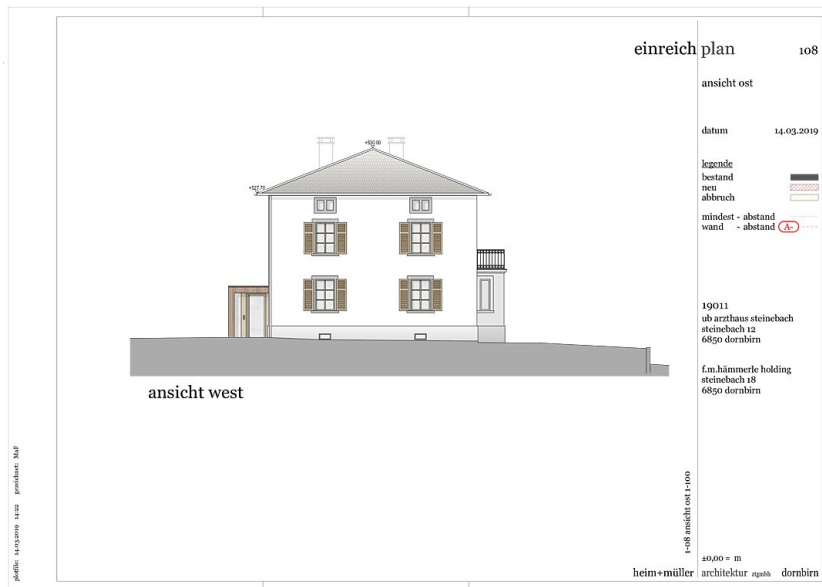 einreich plan 108
ansicht ost
datum 14.03.2019
legende
bestand
neu
abbruch
mindest - abstand
wand - abstand A-
19011
ub arzthaus steinebach
steinebach 12
6850 dornbirn
f.m.hämmerle holding
steinebach 18
6850 dornbirn
+530.00
+527.70
ansicht west
plotfile: 14.03.2019 14:22 gezeichnet: MaF
1-08 ansicht ost 1-100
±0,00 = m
heim+müller architektur ztgmbh dornbirn